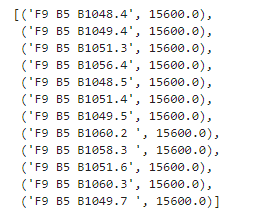 [('F9 B5 B1048.4', 15600.0),
('F9 B5 B1049.4', 15600.0),
('F9 B5 B1051.3', 15600.0),
('F9 B5 B1056.4', 15600.0),
('F9 B5 B1048.5', 15600.0),
('F9 B5 B1051.4', 15600.0),
('F9 B5 B1049.5', 15600.0),
('F9 B5 B1060.2 ', 15600.0),
('F9 B5 B1058.3 ', 15600.0),
('F9 B5 B1051.6', 15600.0),
('F9 B5 B1060.3', 15600.0),
('F9 B5 B1049.7 ', 15600.0)]